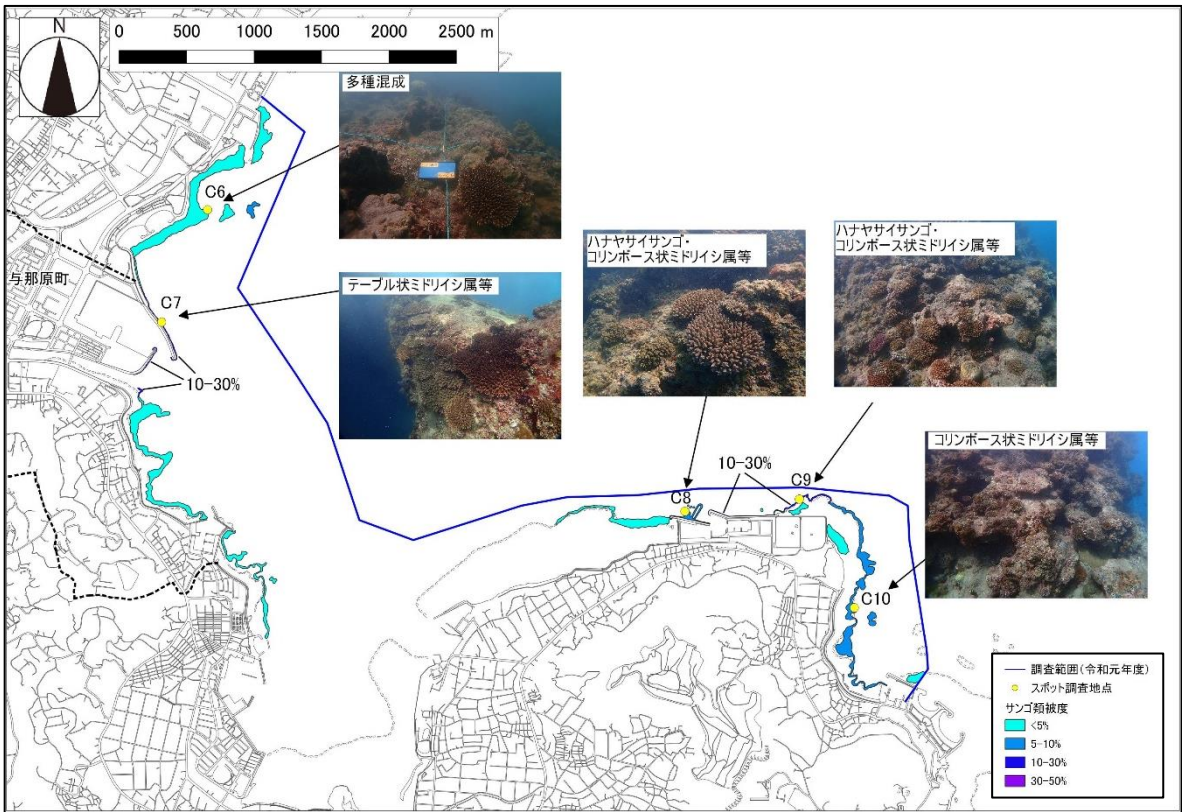 N
0 500 1000 1500 2000 2500 m
多種混成
C6
与那原町
C7
テーブル状ミドリイシ属等
10-30%
ハナヤサイサンゴ・
コリンボース状ミドリイシ属等
ハナヤサイサンゴ・
コリンボース状ミドリイシ属等
コリンボース状ミドリイシ属等
10-30%
C8
C9
C10
調査範囲(令和元年度)
スポット調査地点
サンゴ類被度
<5%
5-10%
10-30%
30-50%